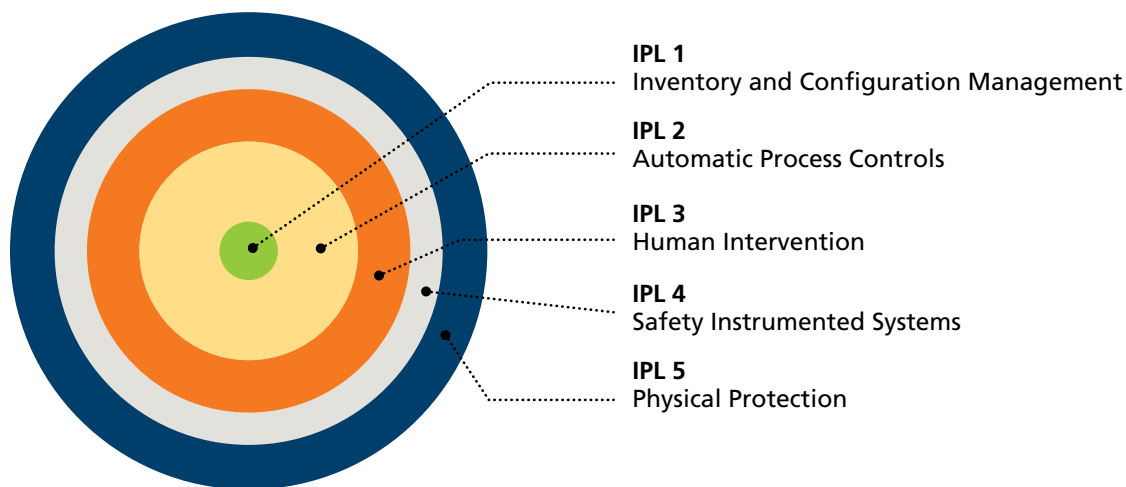 IPL 1
Inventory and Configuration Management
IPL 2
Automatic Process Controls
IPL 3
Human Intervention
IPL 4
Safety Instrumented Systems
IPL 5
Physical Protection